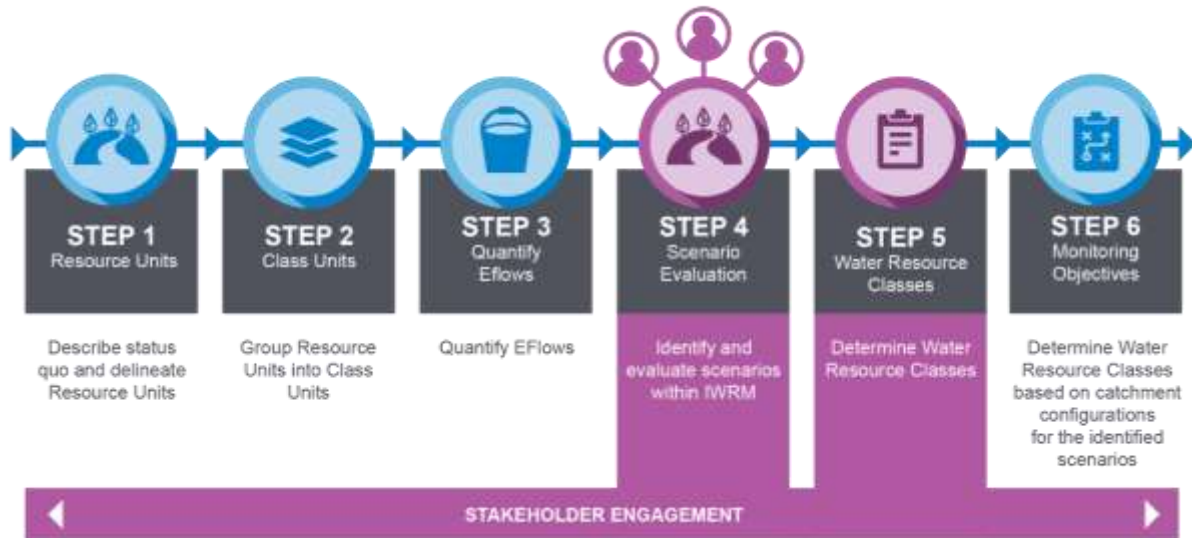 STEP 1
Resource Units
Describe status
quo and delineate
Resource Units
STEP 2
Class Units
Group Resource
Units into Class
Units
STEP 3
Quantify
Eflows
Quantify EFlows
STEP 4
Scenario
Evaluation
Identify and
evaluate scenarios
within IWRM
STEP 5
Water Resource
Classes
Determine Water
Resource Classes
STEP 6
Monitoring
Objectives
Determine Water
Resource Classes
based on catchment
configurations
for the identified
scenarios
STAKEHOLDER ENGAGEMENT